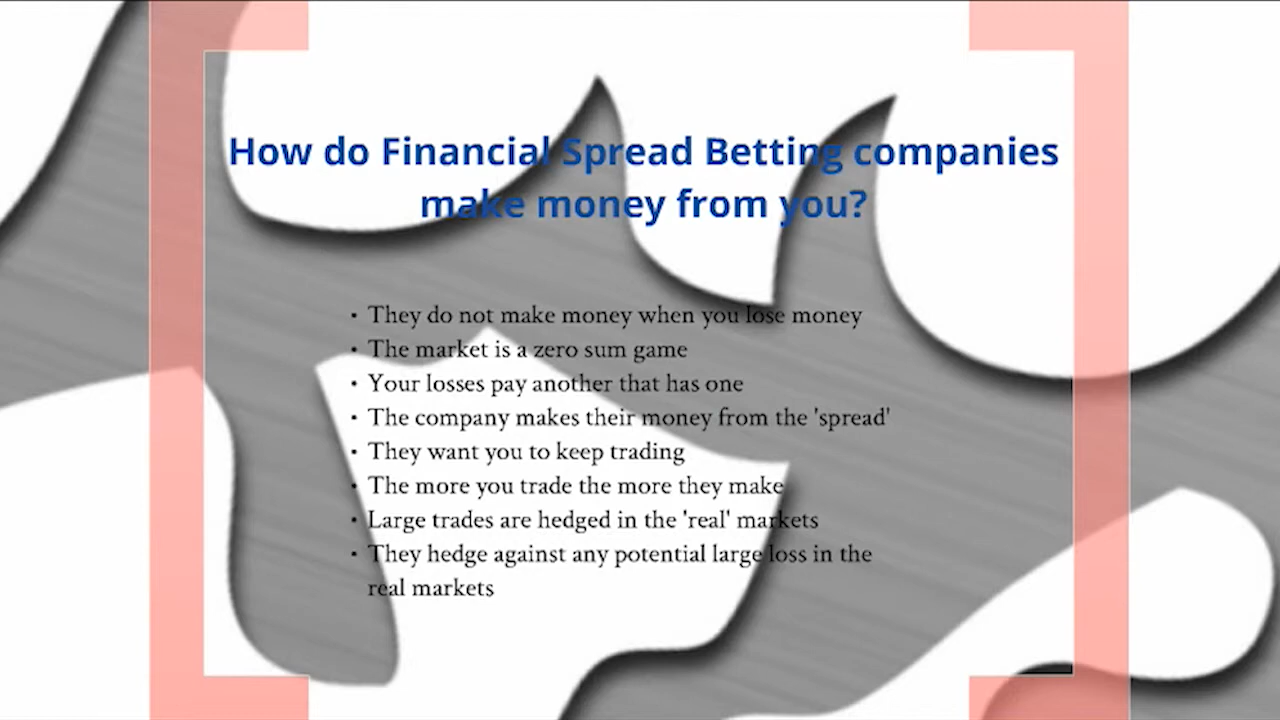 How do Financial Spread Betting companies
make money from you?
• They do not make money when you lose money
• The market is a zero sum game
• Your losses pay another that has one
• The company makes their money from the 'spread'
• They want you to keep trading
• The more you trade the more they make
• Large trades are hedged in the 'real' markets
• They hedge against any potential large loss in the
real markets